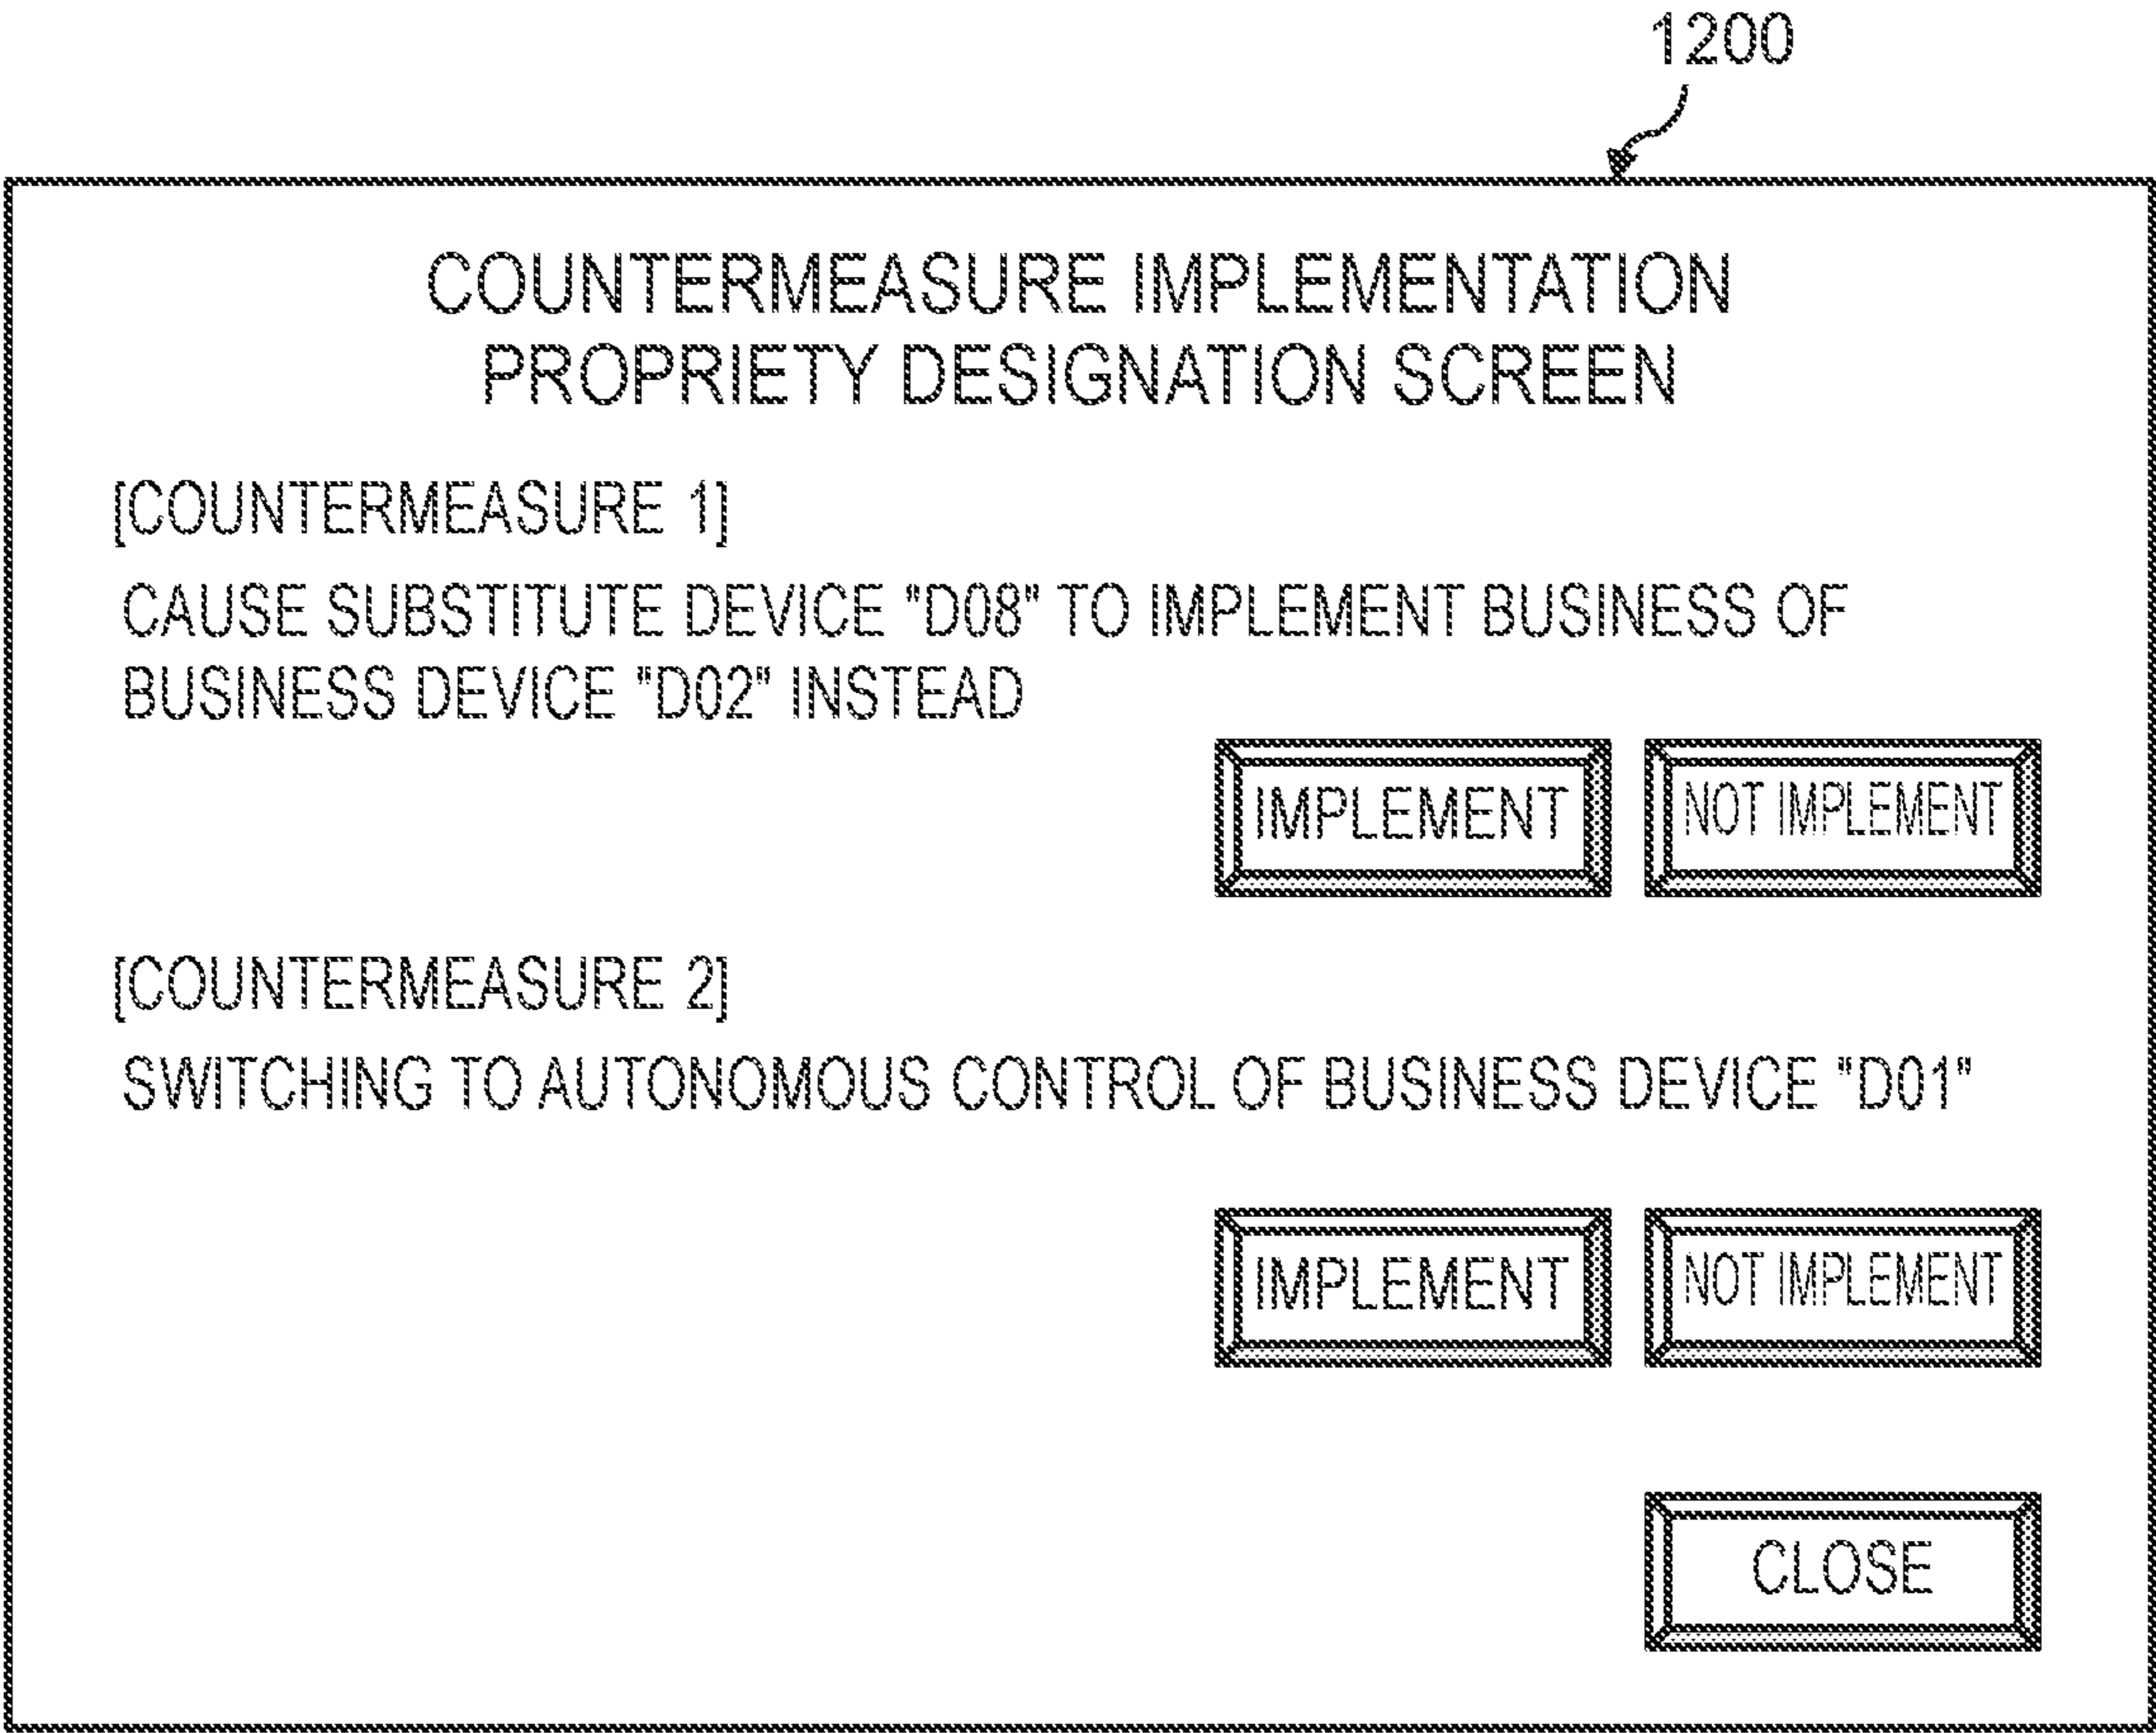 1200
COUNTERMEASURE IMPLEMENTATION
PROPRIETY DESIGNATION SCREEN
[COUNTERMEASURE 1]
CAUSE SUBSTITUTE DEVICE "D08" TO IMPLEMENT BUSINESS OF
BUSINESS DEVICE "D02" INSTEAD
IMPLEMENT NOT IMPLEMENT
[COUNTERMEASURE 2]
SWITCHING TO AUTONOMOUS CONTROL OF BUSINESS DEVICE "D01"
IMPLEMENT NOT IMPLEMENT
CLOSE